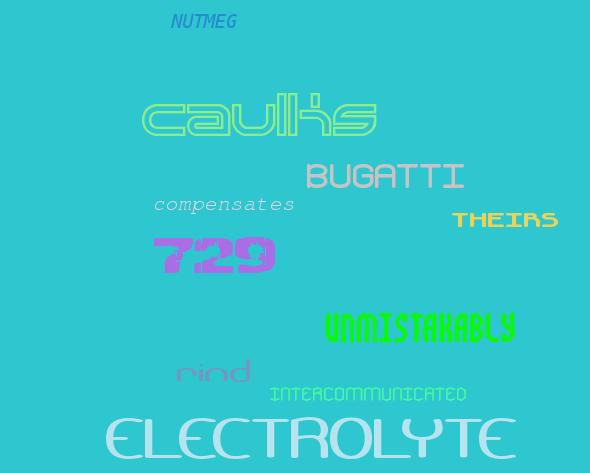 NUTMEG
caulks
BUGATTI
compensates
THEIRS
729
UNMISTAKABLY
rind
INTERCOMMUNICATED
ELECTROLYTE